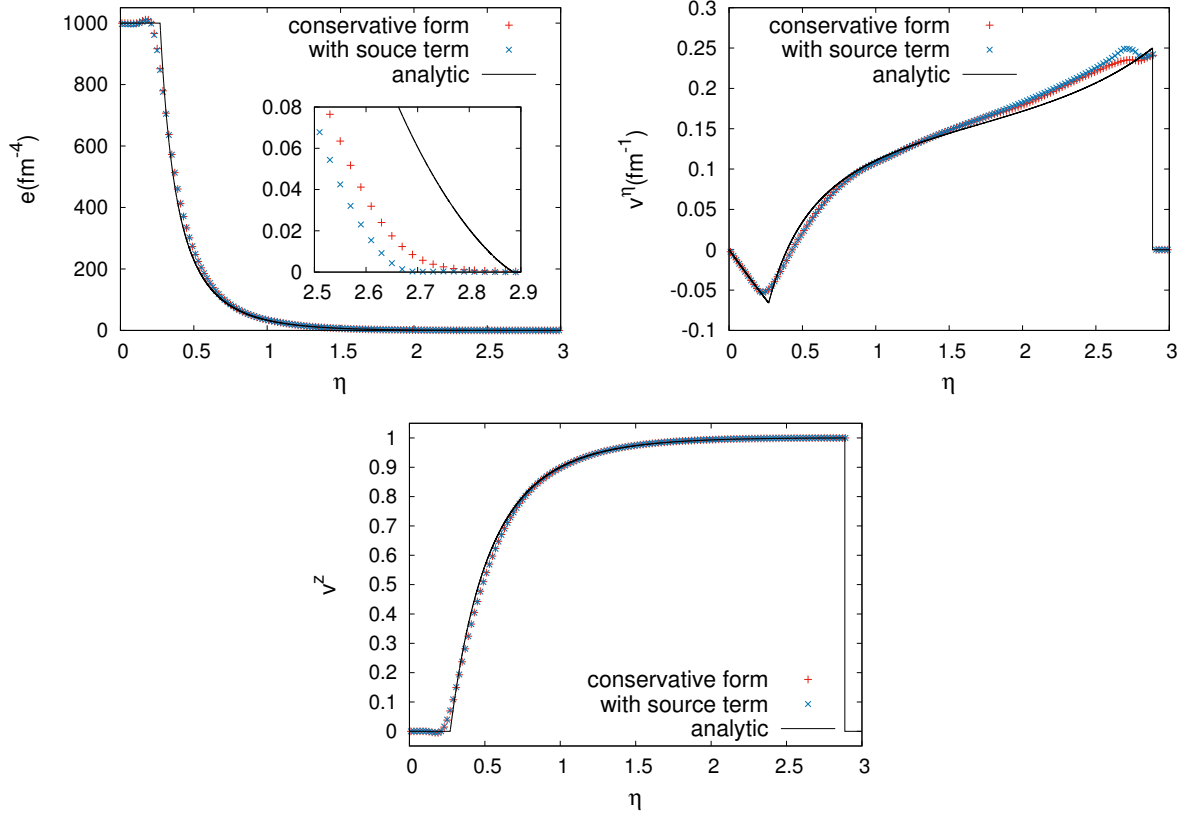 conservative form
with souce term
analytic
e(fm⁻⁴)
1000
800
600
400
200
0
0.08
0.06
0.04
0.02
0
2.5 2.6 2.7 2.8 2.9
0 0.5 1 1.5 2 2.5 3
η
conservative form
with source term
analytic
v^η(fm⁻¹)
0.3
0.25
0.20
0.15
0.1
0.05
0
-0.05
-0.1
0 0.5 1 1.5 2 2.5 3
η
v^z
1
0.9
0.8
0.7
0.6
0.5
0.4
0.3
0.2
0.1
0
conservative form
with source term
analytic
0 0.5 1 1.5 2 2.5 3
η